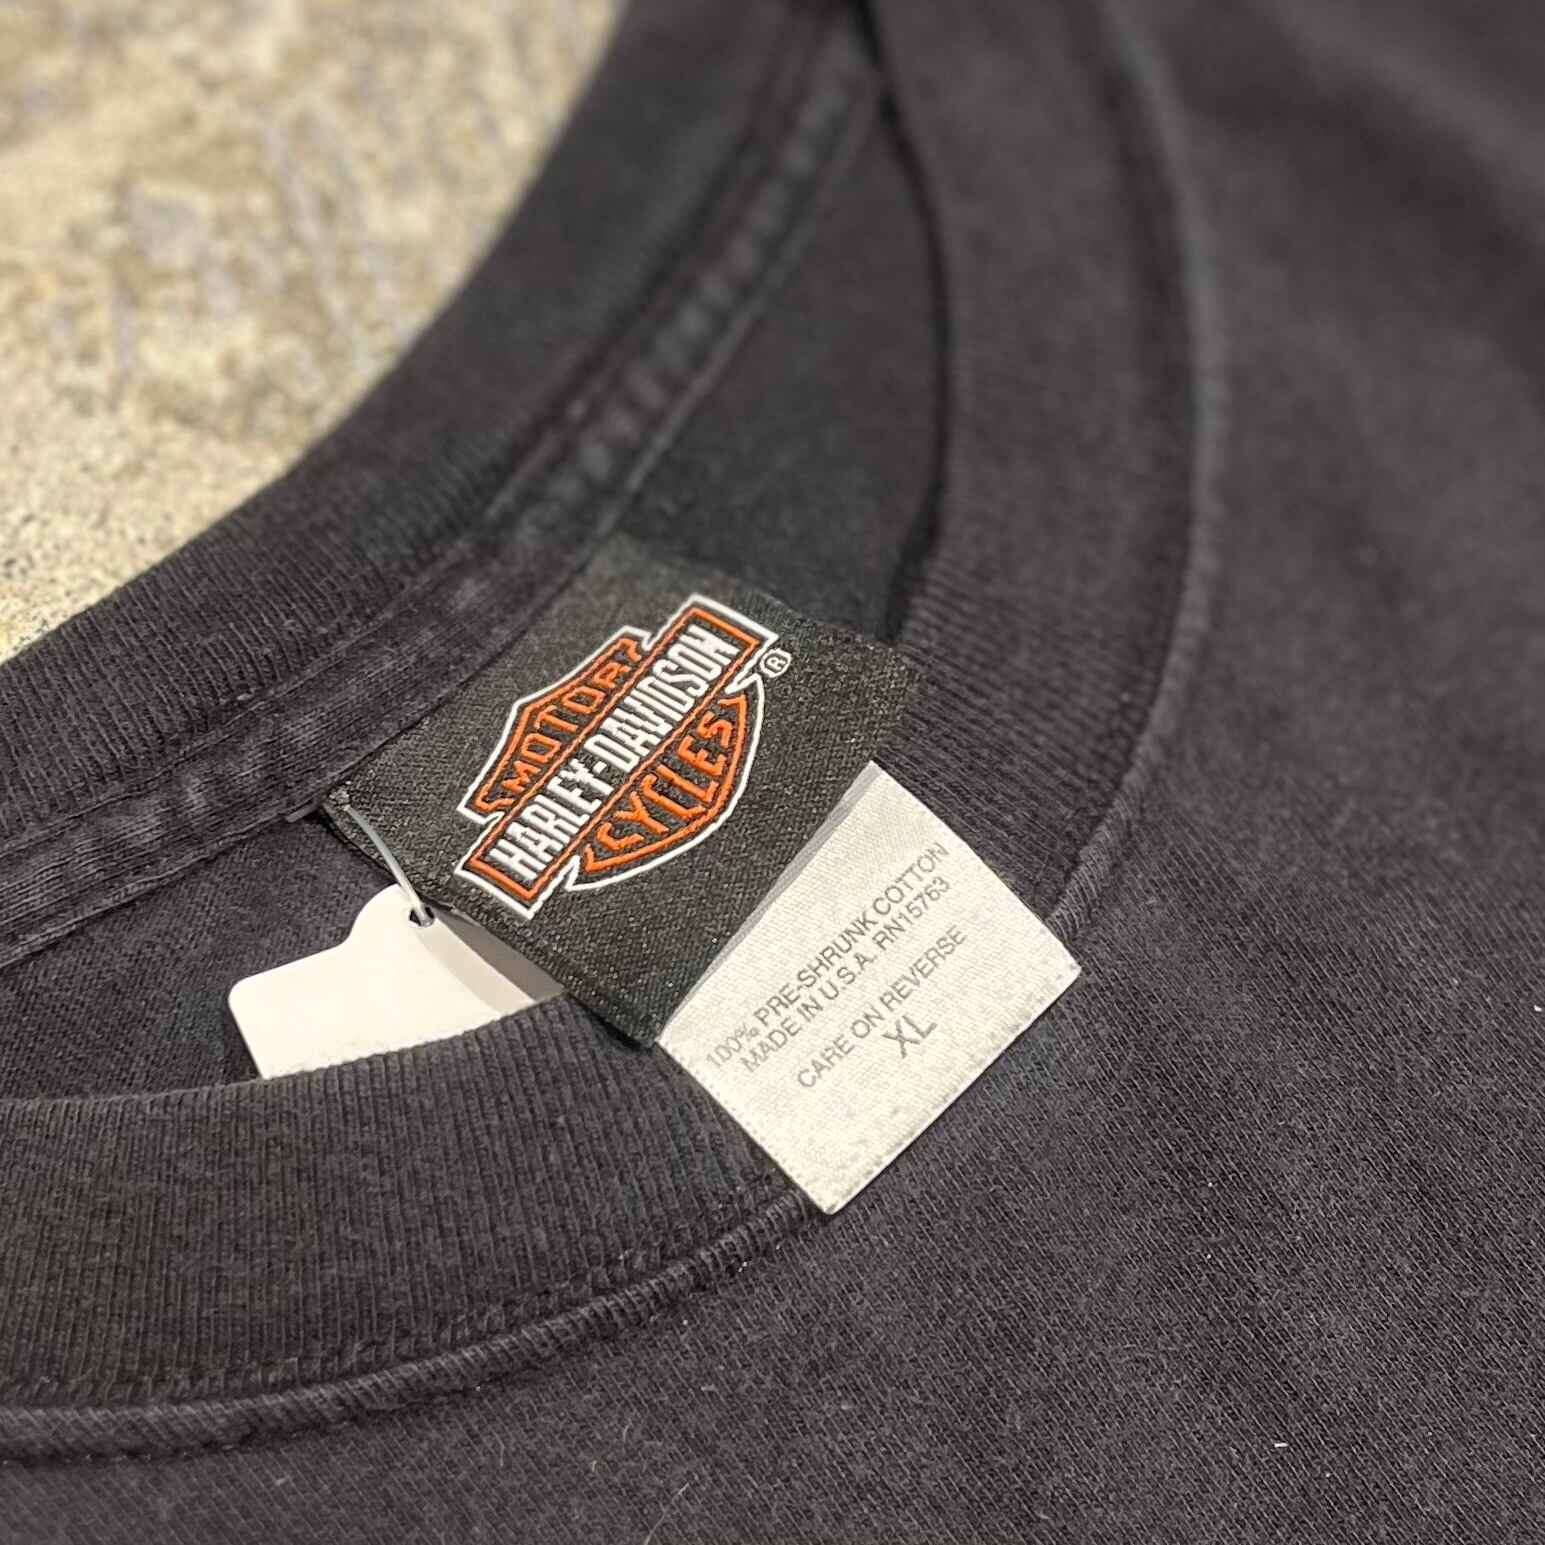 MOTOR
HARLEY-DAVIDSON
CYCLES
®
100% PRE-SHRUNK COTTON
MADE IN U.S.A. RN15763
CARE ON REVERSE
XL